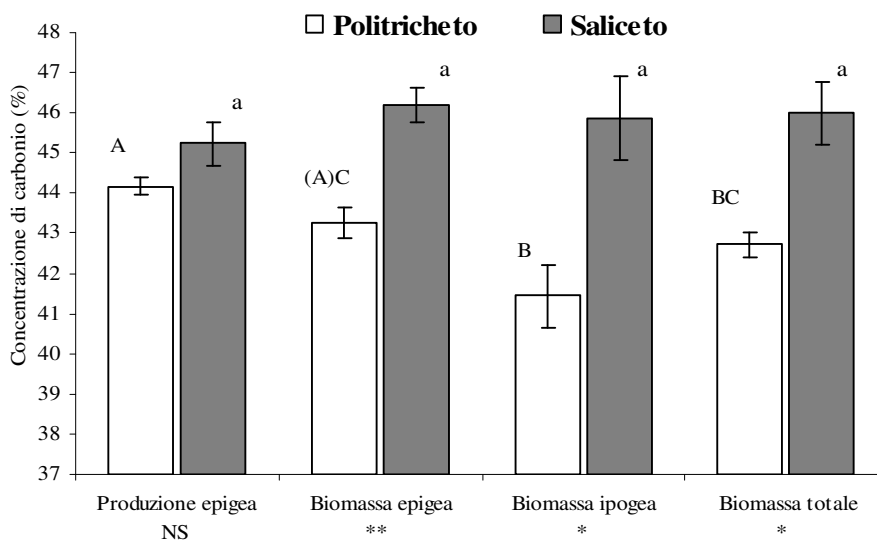 Politricheto Saliceto
Concentrazione di carbonio (%)
48
47
46
45
44
43
42
41
40
39
38
37
A
a
(A)C
a
B
a
BC
a
Produzione epigea Biomassa epigea Biomassa ipogea Biomassa totale
NS ** * *